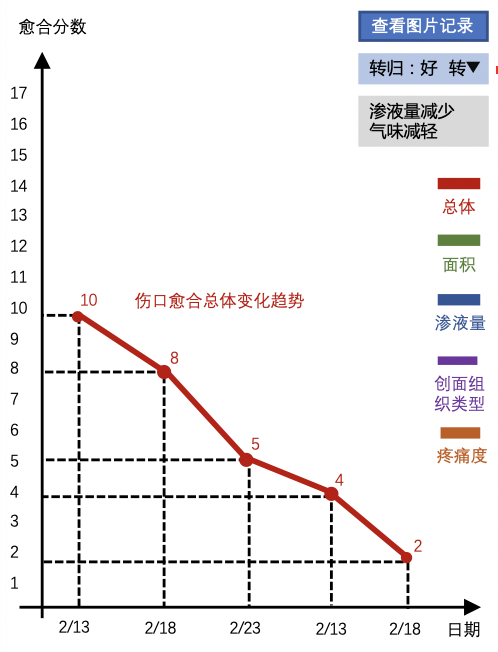 愈合分数
查看图片记录
转归：好 转▼
渗液量减少
气味减轻
17
16
15
14
13
12
11
10
9
8
7
6
5
4
3
2
1
伤口愈合总体变化趋势
10
8
5
4
2
总体
面积
渗液量
创面组
织类型
疼痛度
2/13
2/18
2/23
2/13
2/18
日期